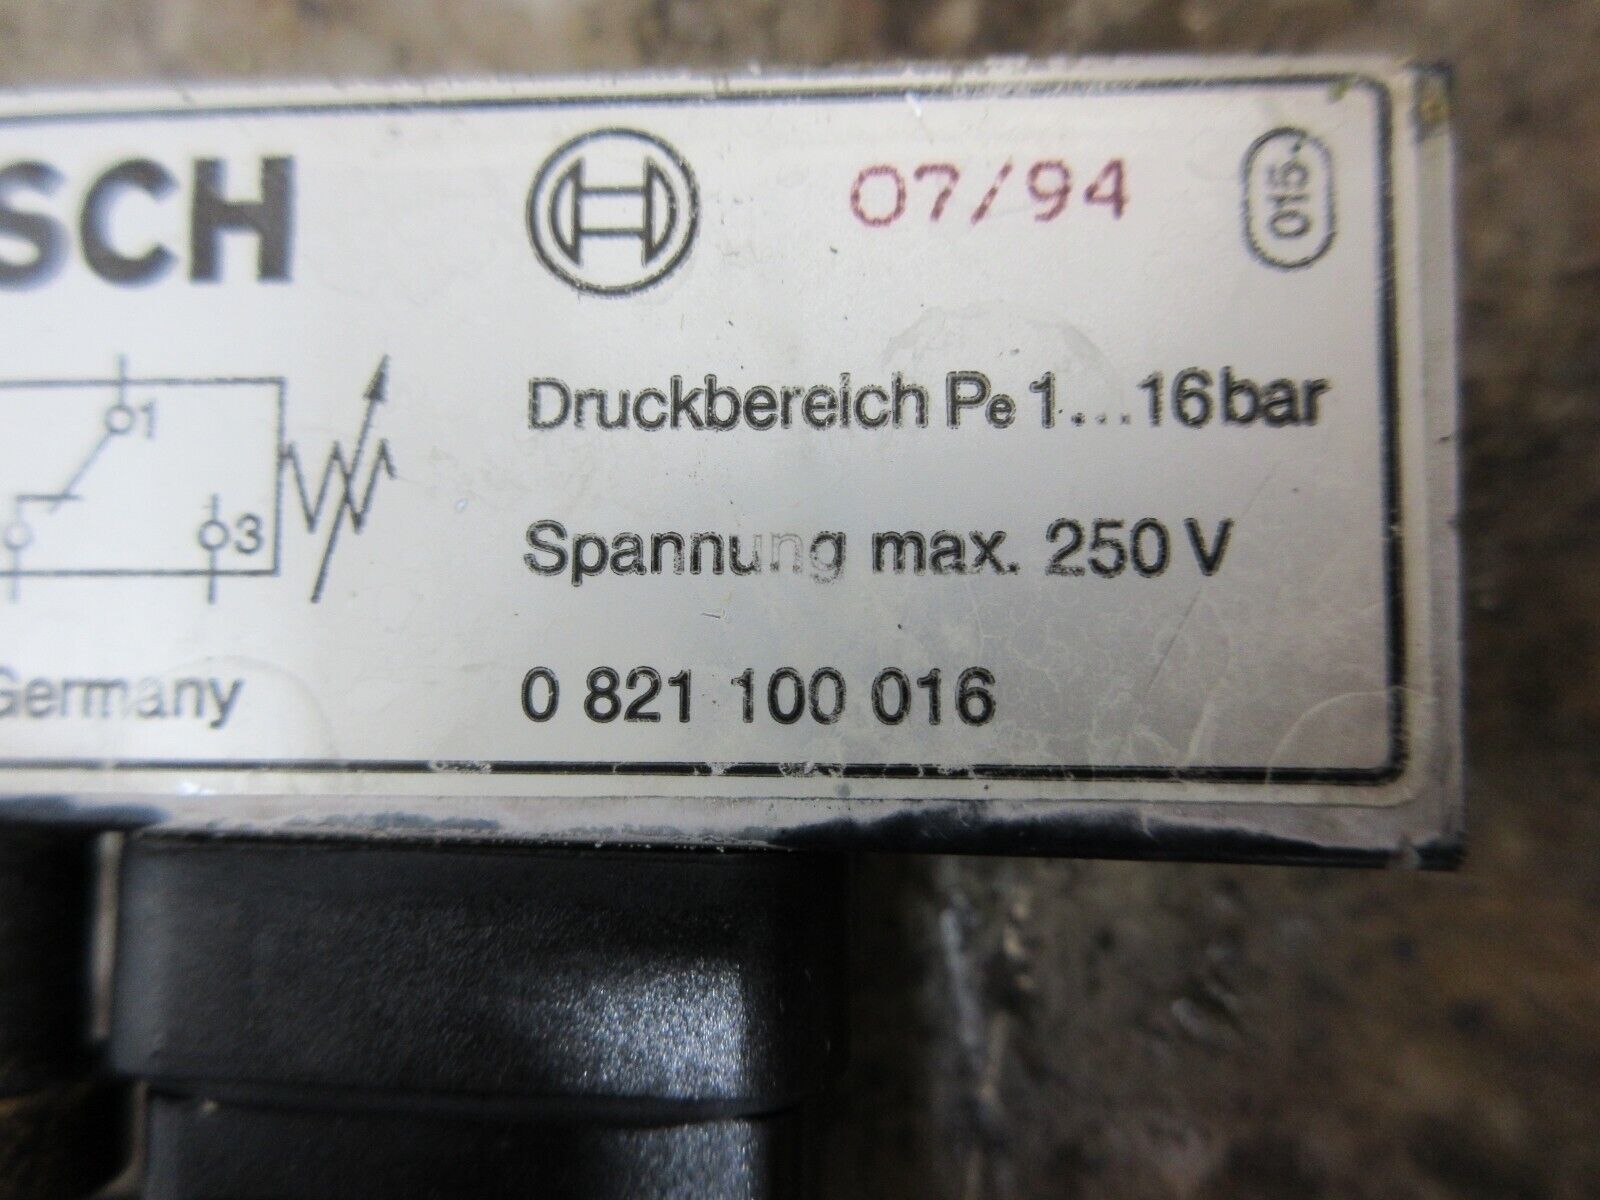 SCH
07/94
015.
Druckbereich Pe 1...16 bar
1
Spannung max. 250 V
3
Germany
0 821 100 016